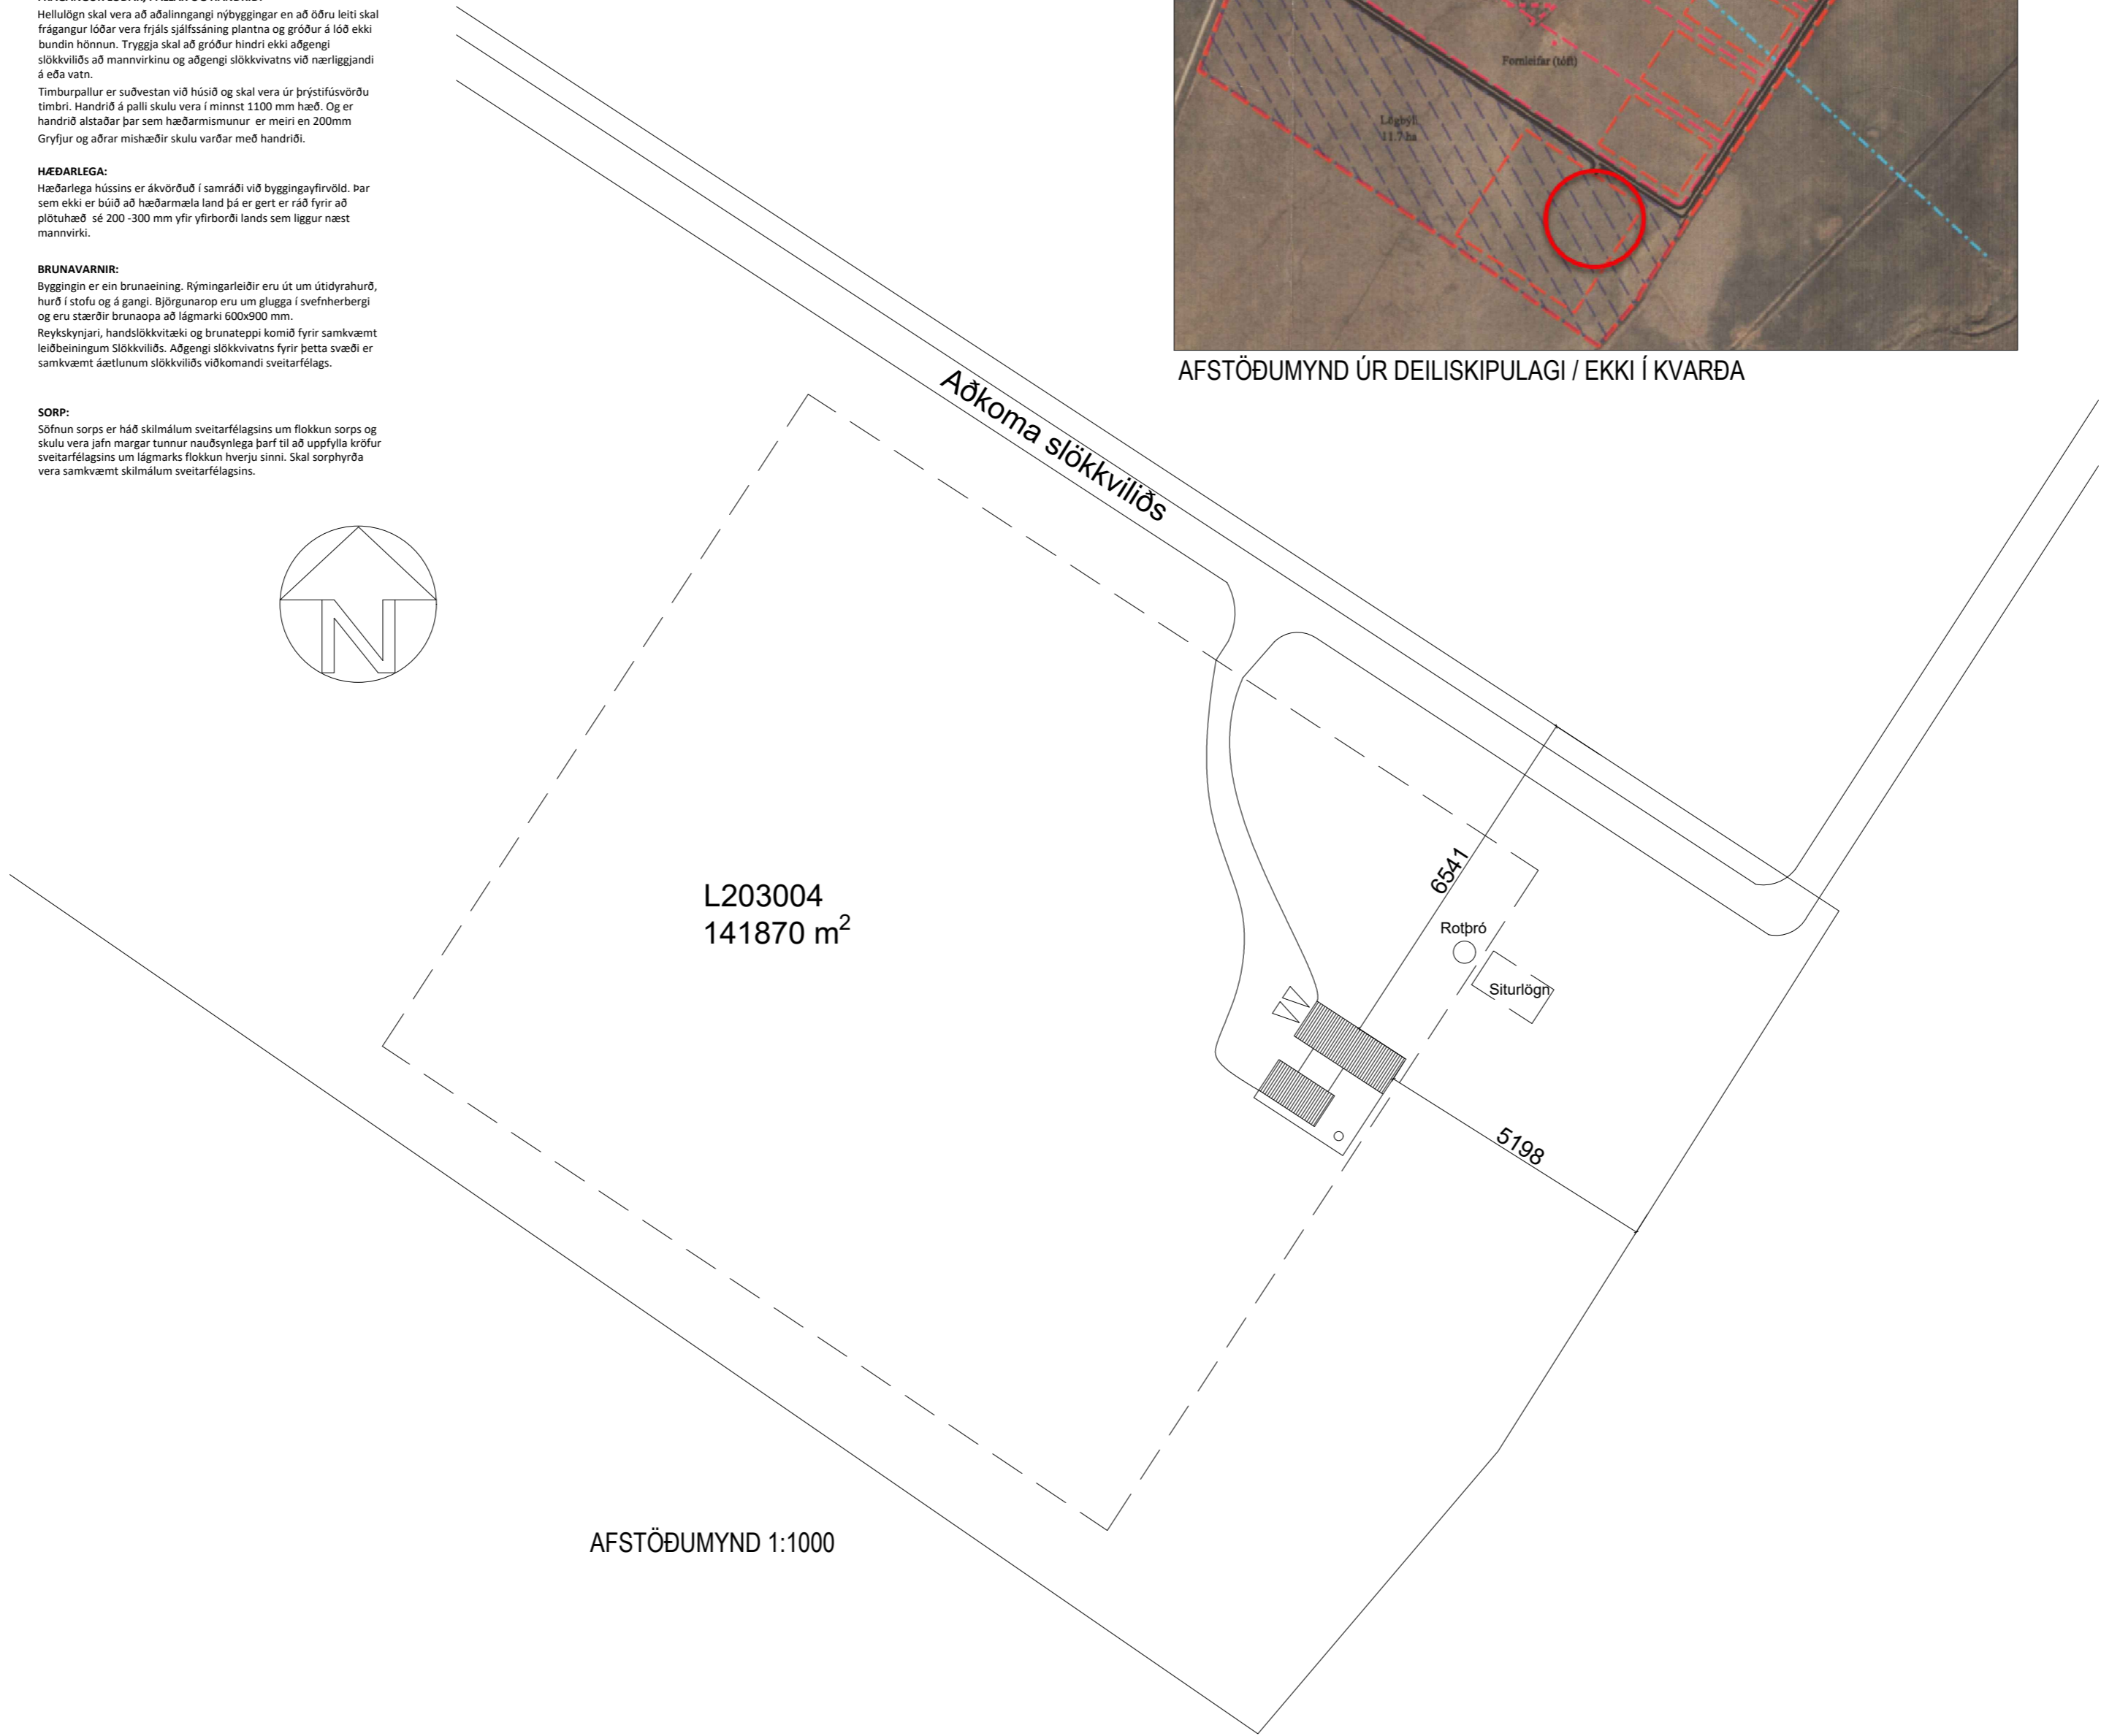 Hellulögn skal vera að aðalinngangi nýbyggingar en að öðru leiti skal
frágangur lóðar vera frjáls sjálfssáning plantna og gróður á lóð ekki
bundin hönnun. Tryggja skal að gróður hindri ekki aðgengi
slökkviliðs að mannvirkinu og aðgengi slökkvivatns við nærliggjandi
á eða vatn.
Timburpallur er suðvestan við húsið og skal vera úr þrýstifúsvörðu
timbri. Handrið á palli skulu vera í minnst 1100 mm hæð. Og er
handrið alstaðar þar sem hæðarmismunur er meiri en 200mm
Gryfjur og aðrar mishæðir skulu varðar með handriði.
HÆÐARLEGA:
Hæðarlega hússins er ákvörðuð í samráði við byggingayfirvöld. Þar
sem ekki er búið að hæðarmæla land þá er gert er ráð fyrir að
plötuhæð sé 200 -300 mm yfir yfirborði lands sem liggur næst
mannvirki.
BRUNAVARNIR:
Byggingin er ein brunaeining. Rýmingarleiðir eru út um útidyrahurð,
hurð í stofu og á gangi. Björgunarop eru um glugga í svefnherbergi
og eru stærðir brunaopa að lágmarki 600x900 mm.
Reykskynjari, handslökkvitæki og brunateppi komið fyrir samkvæmt
leiðbeiningum Slökkviliðs. Aðgengi slökkvivatns fyrir þetta svæði er
samkvæmt áætlunum slökkviliðs viðkomandi sveitarfélags.
SORP:
Söfnun sorps er háð skilmálum sveitarfélagsins um flokkun sorps og
skulu vera jafn margar tunnur nauðsynlega þarf til að uppfylla kröfur
sveitarfélagsins um lágmarks flokkun hverju sinni. Skal sorphyrða
vera samkvæmt skilmálum sveitarfélagsins.
N
Fornleifar (tóft)
Lögbýli
11.7 ha
AFSTÖÐUMYND ÚR DEILISKIPULAGI / EKKI Í KVARÐA
Aðkoma slökkviliðs
6541
L203004
141870 m²
Rotþró
Siturlögn
5198
AFSTÖÐUMYND 1:1000